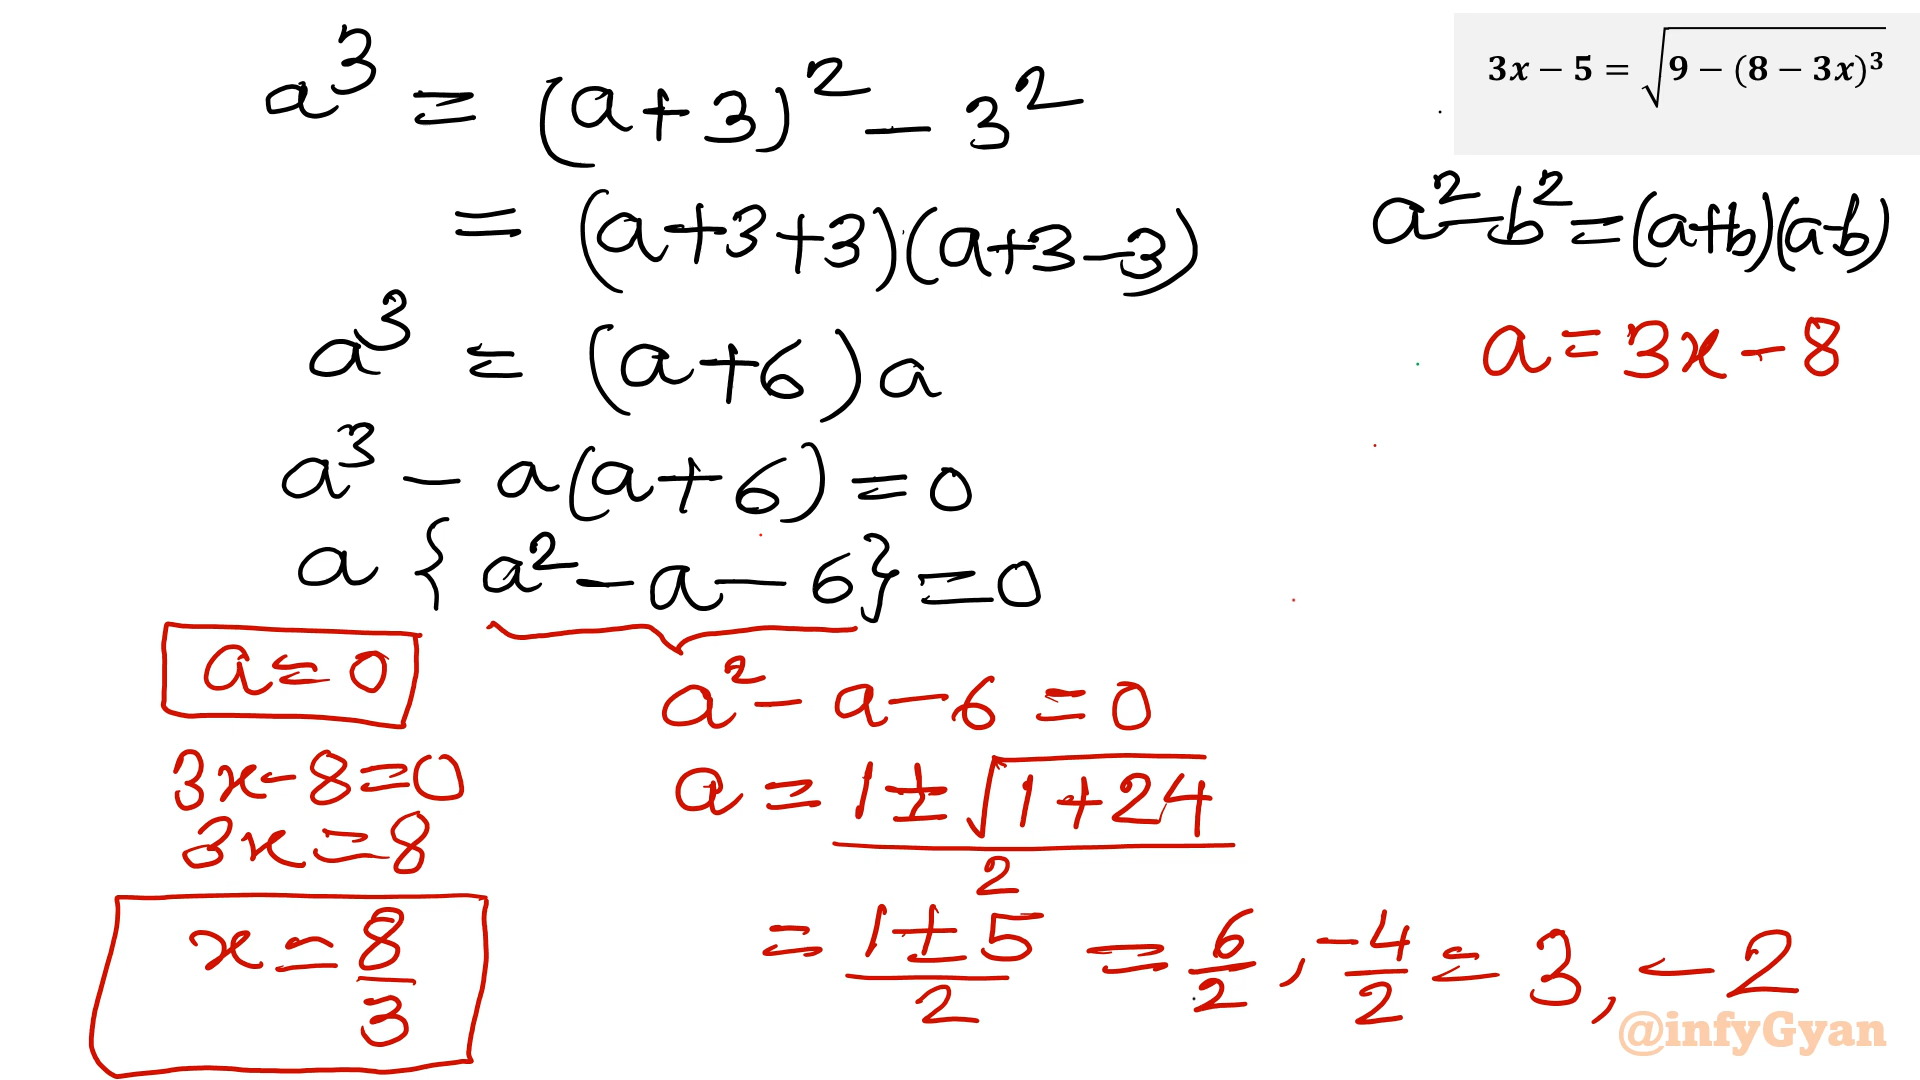 a³ = (a+3)² − 3²
= (a+3+3)(a+3−3)
a³ = (a+6)a
a³ − a(a+6) = 0
a{a² − a − 6} = 0
a = 0
3x − 8 = 0
3x = 8
x = 8/3
a² − a − 6 = 0
a = (1 ± √(1+24))/2
= (1 ± 5)/2 = 6/2, −4/2 = 3, −2
3x − 5 = √(9 − (8 − 3x)³)
a² − b² = (a+b)(a−b)
a = 3x − 8
@infyGyan